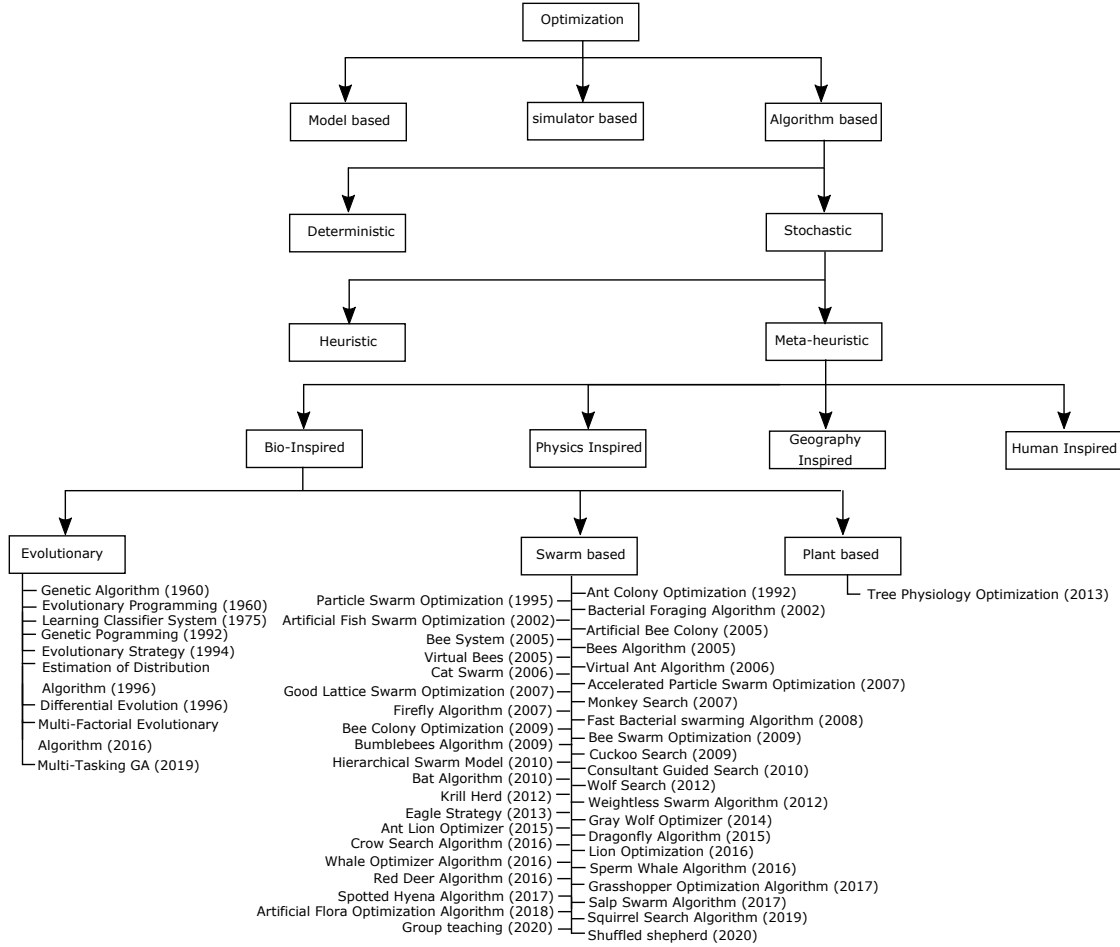 Optimization
Model based
simulator based
Algorithm based
Deterministic
Stochastic
Heuristic
Meta-heuristic
Bio-Inspired
Physics Inspired
Geography
Inspired
Human Inspired
Evolutionary
Swarm based
Plant based
Genetic Algorithm (1960)
Evolutionary Programming (1960)
Learning Classifier System (1975)
Genetic Pogramming (1992)
Evolutionary Strategy (1994)
Estimation of Distribution
Algorithm (1996)
Differential Evolution (1996)
Multi-Factorial Evolutionary
Algorithm (2016)
Multi-Tasking GA (2019)
Particle Swarm Optimization (1995)
Artificial Fish Swarm Optimization (2002)
Bee System (2005)
Virtual Bees (2005)
Cat Swarm (2006)
Good Lattice Swarm Optimization (2007)
Firefly Algorithm (2007)
Bee Colony Optimization (2009)
Bumblebees Algorithm (2009)
Hierarchical Swarm Model (2010)
Bat Algorithm (2010)
Krill Herd (2012)
Eagle Strategy (2013)
Ant Lion Optimizer (2015)
Crow Search Algorithm (2016)
Whale Optimizer Algorithm (2016)
Red Deer Algorithm (2016)
Spotted Hyena Algorithm (2017)
Artificial Flora Optimization Algorithm (2018)
Group teaching (2020)
Ant Colony Optimization (1992)
Bacterial Foraging Algorithm (2002)
Artificial Bee Colony (2005)
Bees Algorithm (2005)
Virtual Ant Algorithm (2006)
Accelerated Particle Swarm Optimization (2007)
Monkey Search (2007)
Fast Bacterial swarming Algorithm (2008)
Bee Swarm Optimization (2009)
Cuckoo Search (2009)
Consultant Guided Search (2010)
Wolf Search (2012)
Weightless Swarm Algorithm (2012)
Gray Wolf Optimizer (2014)
Dragonfly Algorithm (2015)
Lion Optimization (2016)
Sperm Whale Algorithm (2016)
Grasshopper Optimization Algorithm (2017)
Salp Swarm Algorithm (2017)
Squirrel Search Algorithm (2019)
Shuffled shepherd (2020)
Tree Physiology Optimization (2013)